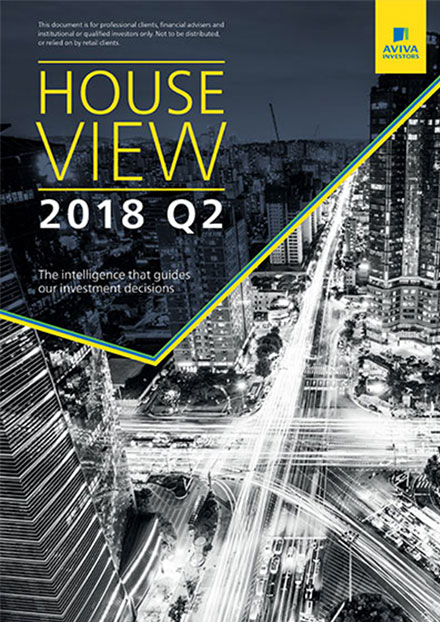 This document is for professional clients, financial advisers and
institutional or qualified investors only. Not to be distributed,
or relied on by retail clients.
AVIVA
INVESTORS
HOUSE
VIEW
2018 Q2
The intelligence that guides
our investment decisions